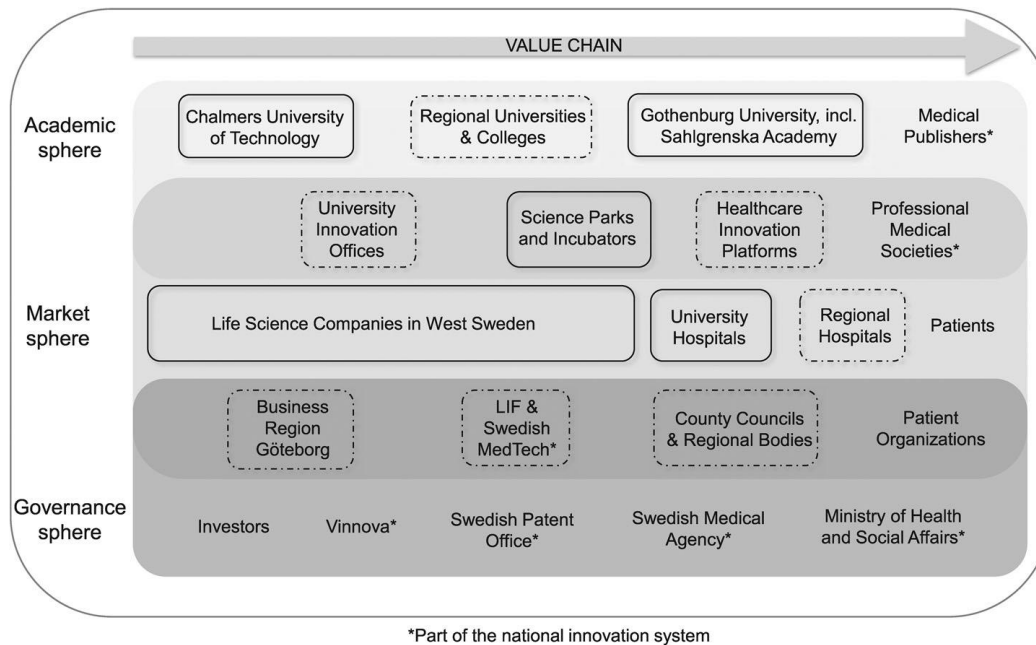 VALUE CHAIN
Academic
sphere
Chalmers University
of Technology
Regional Universities
& Colleges
Gothenburg University, incl.
Sahlgrenska Academy
Medical
Publishers*
University
Innovation
Offices
Science Parks
and Incubators
Healthcare
Innovation
Platforms
Professional
Medical
Societies*
Market
sphere
Life Science Companies in West Sweden
University
Hospitals
Regional
Hospitals
Patients
Business
Region
Göteborg
LIF &
Swedish
MedTech*
County Councils
& Regional Bodies
Patient
Organizations
Governance
sphere
Investors
Vinnova*
Swedish Patent
Office*
Swedish Medical
Agency*
Ministry of Health
and Social Affairs*
*Part of the national innovation system